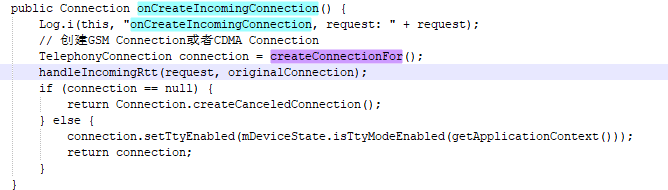 public Connection onCreateIncomingConnection() {
Log.i(this, "onCreateIncomingConnection, request: " + request);
// 创建GSM Connection或者CDMA Connection
TelephonyConnection connection = createConnectionFor();
handleIncomingRtt(request, originalConnection);
if (connection == null) {
return Connection.createCanceledConnection();
} else {
connection.setTtyEnabled(mDeviceState.isTtyModeEnabled(getApplicationContext()));
return connection;
}
}